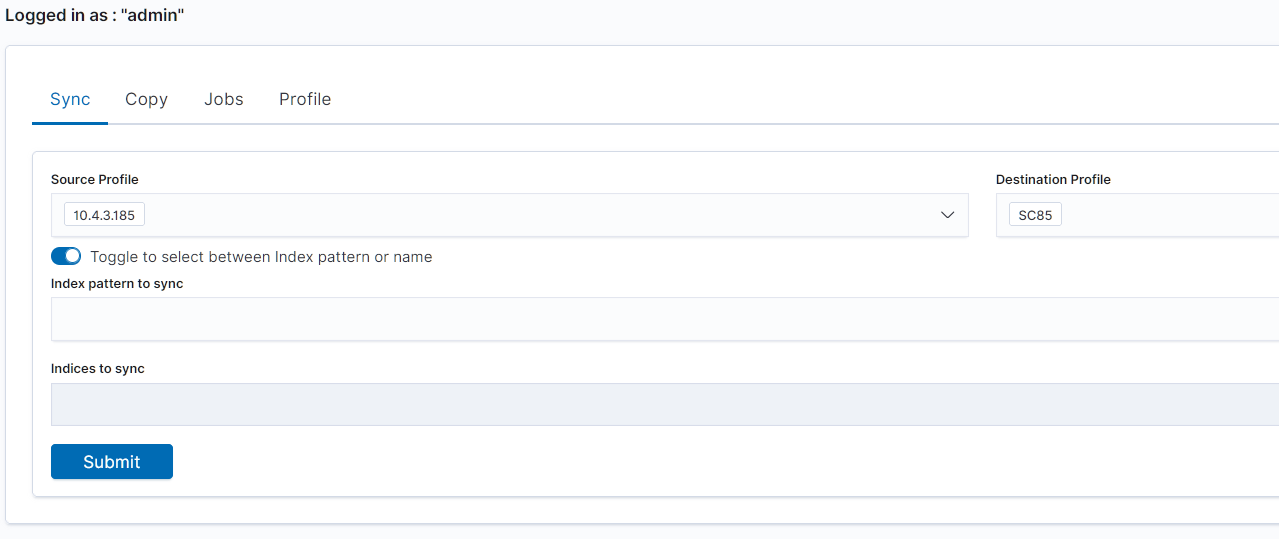 Logged in as : "admin"
Sync Copy Jobs Profile
Source Profile Destination Profile
10.4.3.185 SC85
Toggle to select between Index pattern or name
Index pattern to sync
Indices to sync
Submit